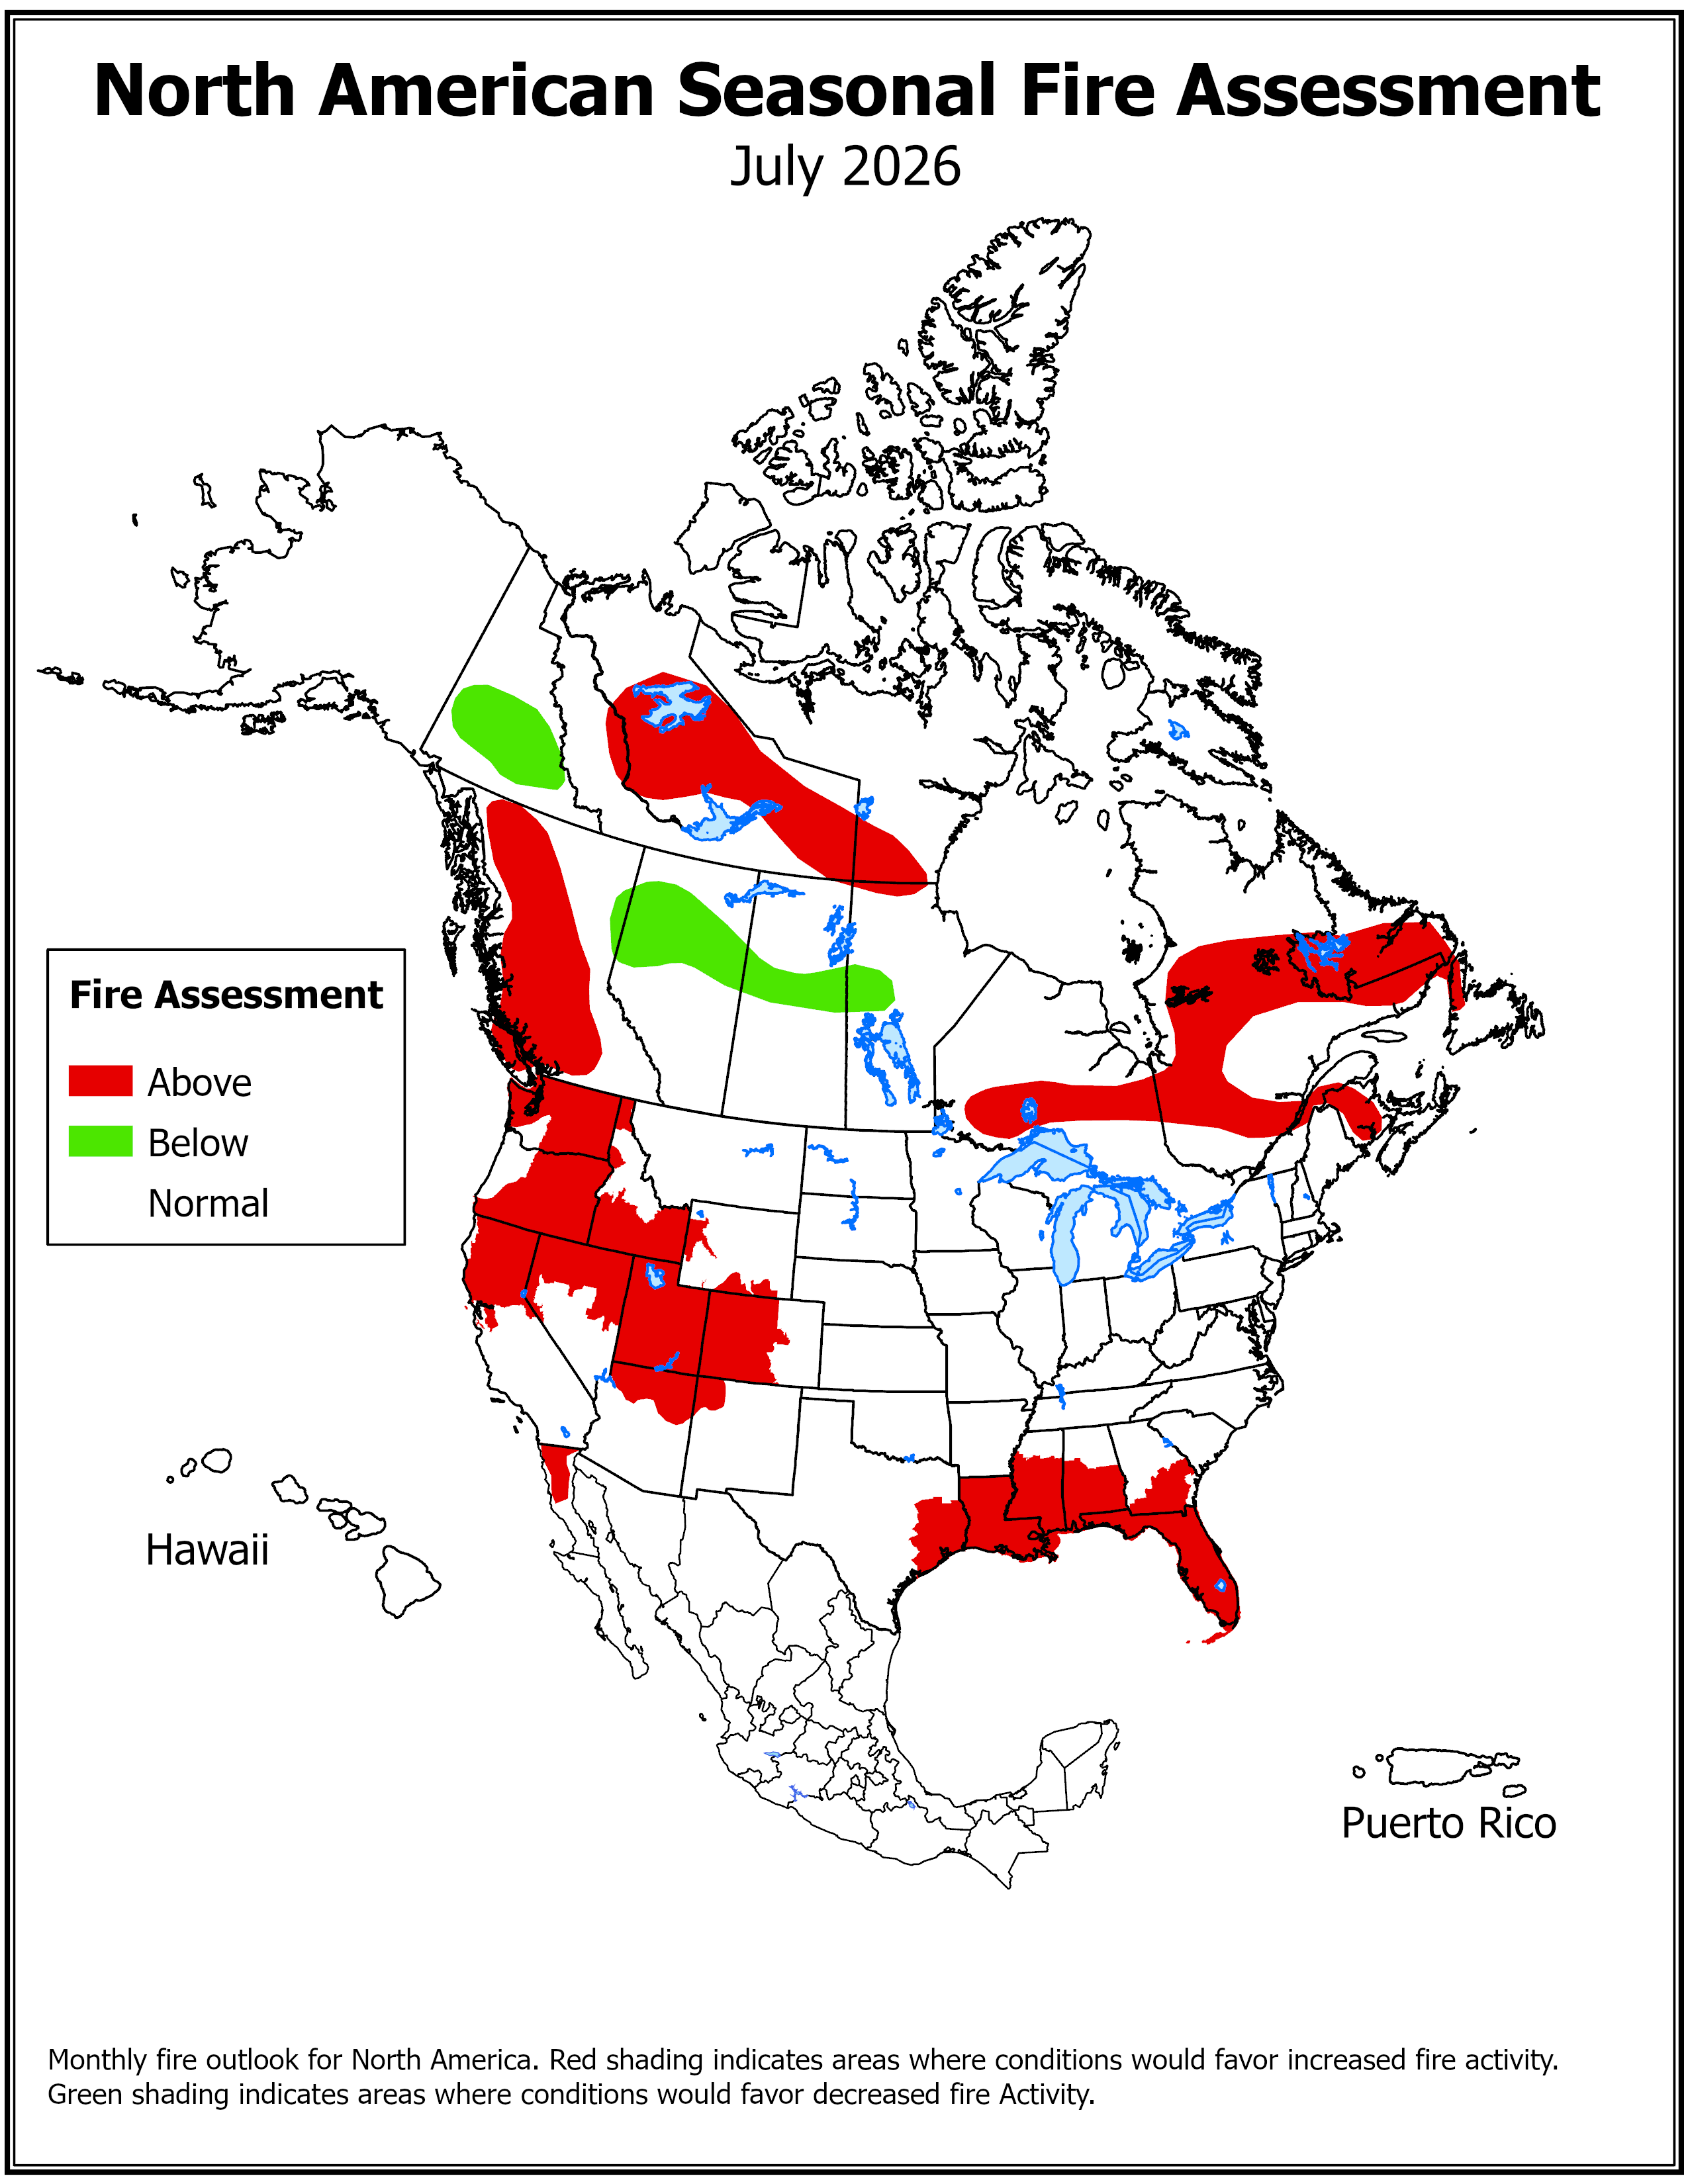 North American Seasonal Fire Assessment
July 2026
Fire Assessment
Above
Below
Normal
Hawaii
Puerto Rico
Monthly fire outlook for North America. Red shading indicates areas where conditions would favor increased fire activity.
Green shading indicates areas where conditions would favor decreased fire Activity.